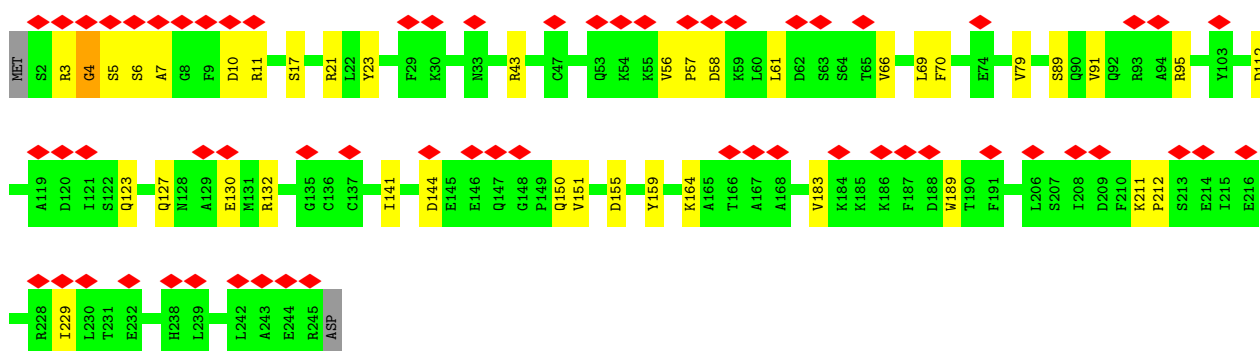 MET S2 R3 G4 S5 S6 A7 G8 F9 D10 R11 S17 R21 L22 Y23 F29 K30 N33 R43 C47 Q53 K54 K55 V56 P57 D58 K59 L60 L61 D62 S63 S64 T65 V66 L69 F70 E74 V79 S89 Q90 V91 Q92 R93 A94 R95 Y103
A119 D120 I121 S122 Q123 Q127 N128 A129 E130 M131 R132 G135 C136 C137 I141 D144 E145 E146 Q147 G148 P149 Q150 V151 D155 Y159 K164 A165 T166 A167 A168 V183 K184 K185 K186 F187 D188 W189 T190 F191 L206 S207 I208 D209 F210 K211 P212 S213 E214 I215 E216
R228 I229 L230 T231 E232 H238 L239 L242 A243 E244 R245 ASP